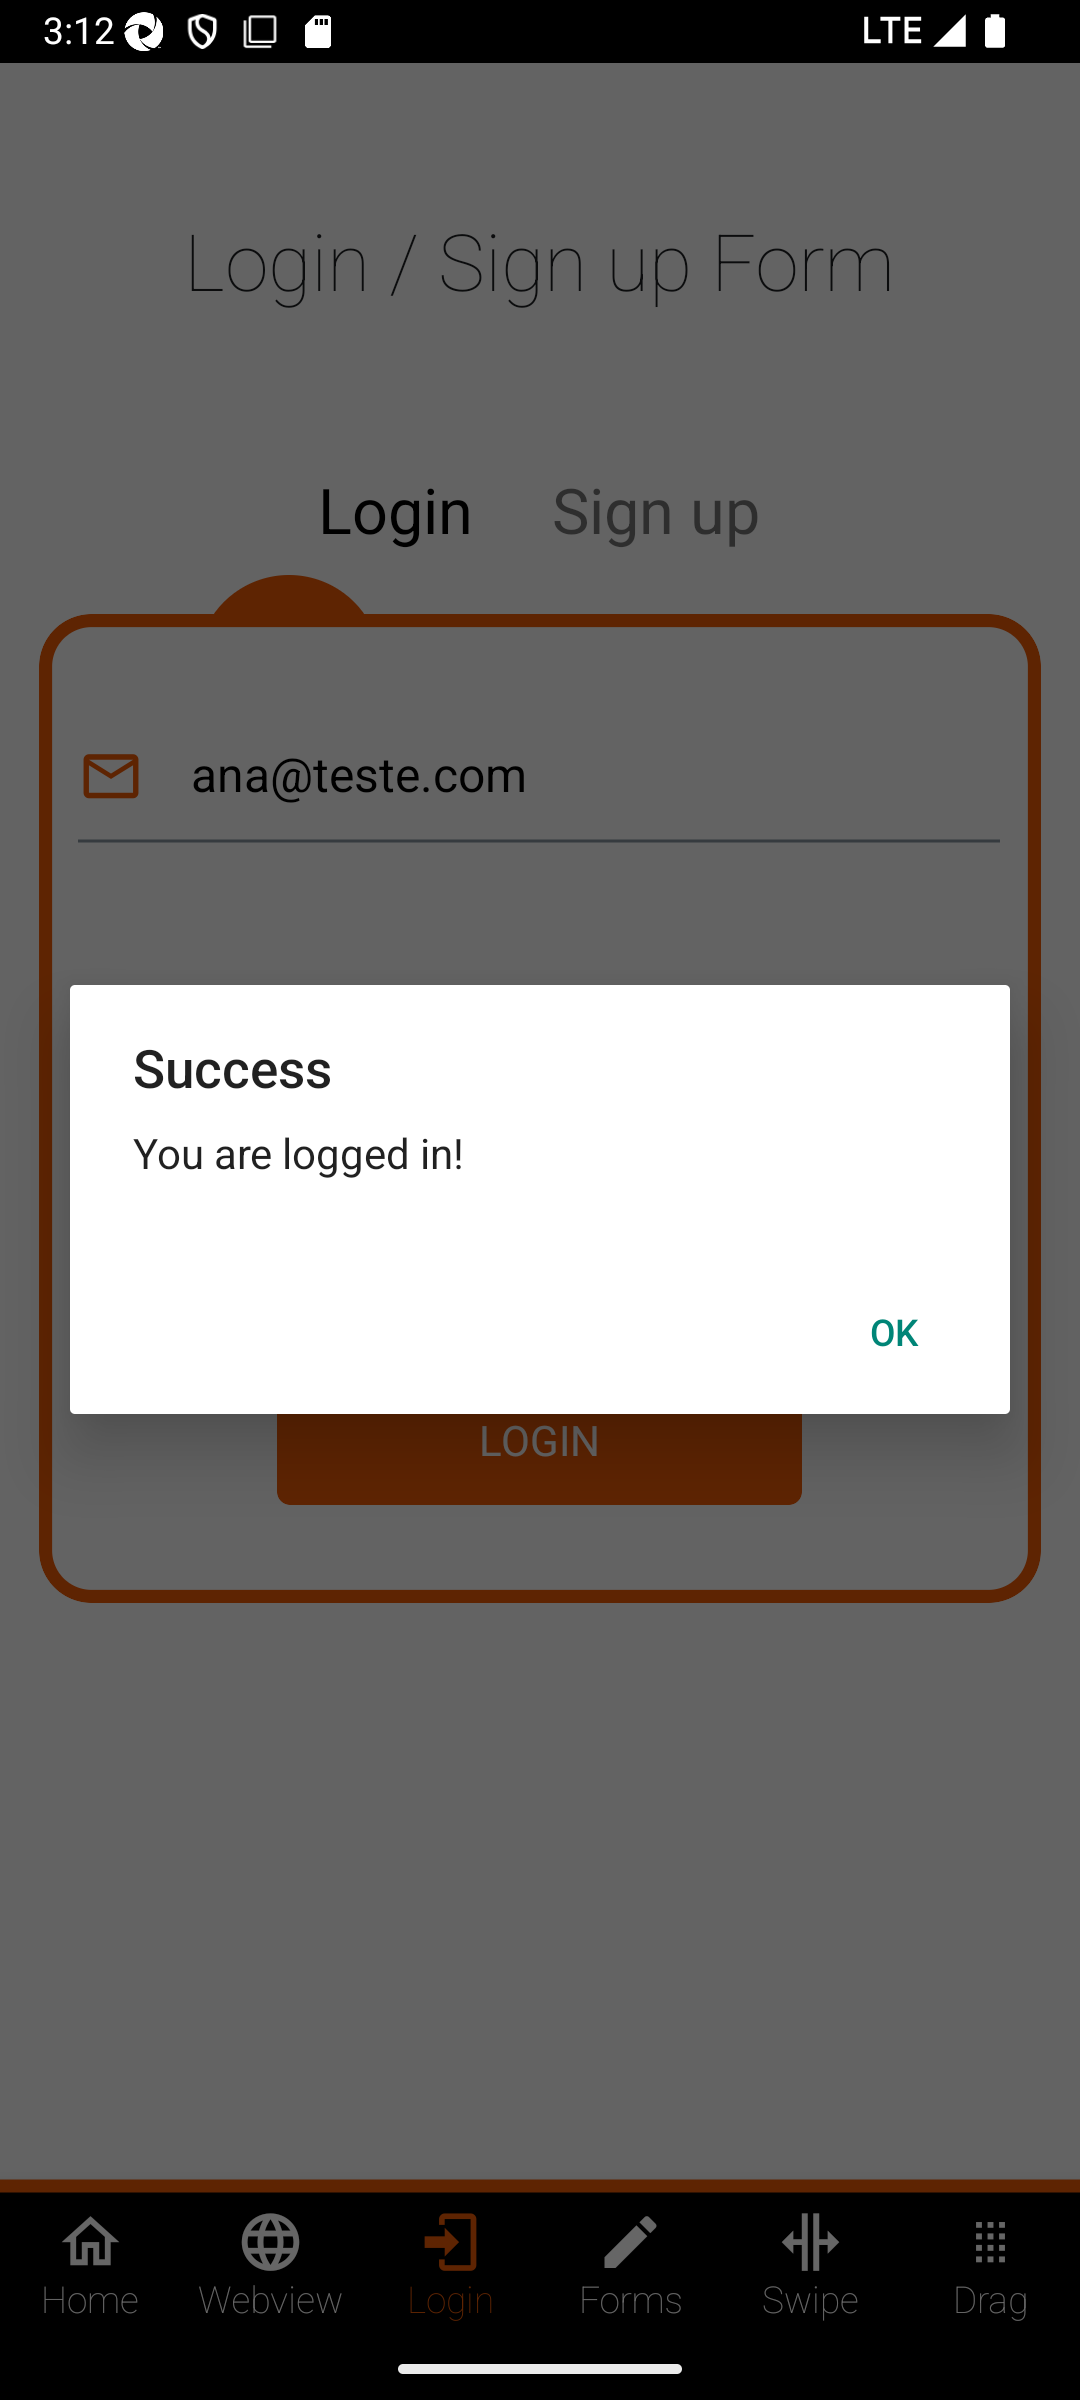 3:12
LTE
Login / Sign up Form
Login
Sign up
ana@teste.com
Success
You are logged in!
OK
LOGIN
Home
Webview
Login
Forms
Swipe
Drag